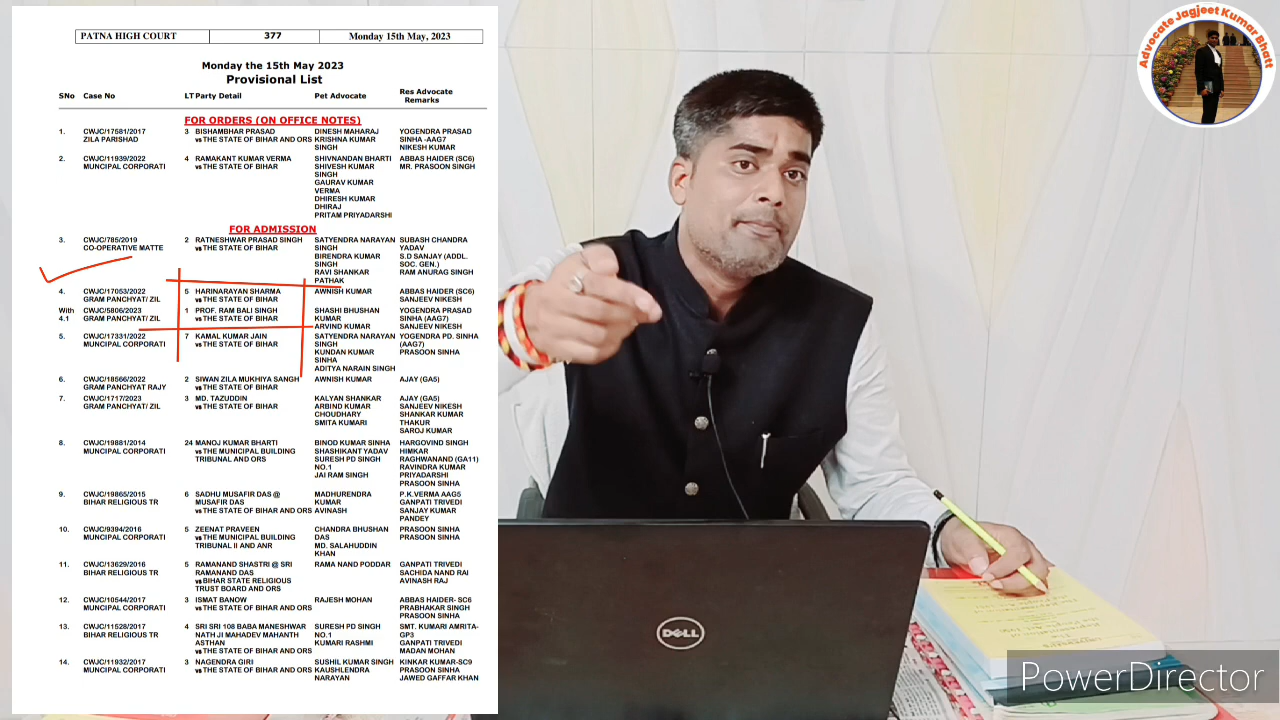 PATNA HIGH COURT 377 Monday 15th May, 2023
Monday the 15th May 2023
Provisional List
SNo Case No LT Party Detail Pet Advocate Res Advocate
Remarks
FOR ORDERS (ON OFFICE NOTES)
1. CWJC/17581/2017 3 BISHAMBHAR PRASAD DINESH MAHARAJ YOGENDRA PRASAD
ZILA PARISHAD vs THE STATE OF BIHAR AND ORS KRISHNA KUMAR SINHA -AAG7
SINGH NIKESH KUMAR
2. CWJC/11939/2022 4 RAMAKANT KUMAR VERMA SHIVNANDAN BHARTI ABBAS HAIDER (SC6)
MUNCIPAL CORPORATI vs THE STATE OF BIHAR SHIVESH KUMAR MR. PRASOON SINGH
SINGH
GAURAV KUMAR
VERMA
DHIRESH KUMAR
DHIRAJ
PRITAM PRIYADARSHI
FOR ADMISSION
3. CWJC/785/2019 2 RATNESHWAR PRASAD SINGH SATYENDRA NARAYAN SUBASH CHANDRA
CO-OPERATIVE MATTE vs THE STATE OF BIHAR SINGH YADAV
BIRENDRA KUMAR S.D SANJAY (ADDL.
SINGH SOC. GEN.)
RAVI SHANKAR RAM ANURAG SINGH
PATHAK
4. CWJC/17053/2022 5 HARINARAYAN SHARMA AWNISH KUMAR ABBAS HAIDER (SC6)
GRAM PANCHYAT/ ZIL vs THE STATE OF BIHAR SANJEEV NIKESH
With CWJC/5806/2023 1 PROF. RAM BALI SINGH SHASHI BHUSHAN YOGENDRA PRASAD
4.1 GRAM PANCHYAT/ ZIL vs THE STATE OF BIHAR KUMAR SINHA (AAG7)
ARVIND KUMAR SANJEEV NIKESH
5. CWJC/17331/2022 7 KAMAL KUMAR JAIN SATYENDRA NARAYAN YOGENDRA PD. SINHA
MUNCIPAL CORPORATI vs THE STATE OF BIHAR SINGH (AAG7)
KUNDAN KUMAR PRASOON SINHA
SINHA
ADITYA NARAIN SINGH
6. CWJC/18566/2022 2 SIWAN ZILA MUKHIYA SANGH AWNISH KUMAR AJAY (GA5)
GRAM PANCHYAT RAJY vs THE STATE OF BIHAR
7. CWJC/1717/2023 3 MD. TAZUDDIN KALYAN SHANKAR AJAY (GA5)
GRAM PANCHYAT/ ZIL vs THE STATE OF BIHAR ARBIND KUMAR SANJEEV NIKESH
CHOUDHARY SHANKAR KUMAR
SMITA KUMARI THAKUR
SAROJ KUMAR
8. CWJC/19881/2014 24 MANOJ KUMAR BHARTI BINOD KUMAR SINHA HARGOVIND SINGH
MUNCIPAL CORPORATI vs THE MUNICIPAL BUILDING SHASHIKANT YADAV HIMKAR
TRIBUNAL AND ORS SURESH PD SINGH RAGHWANAND (GA11)
NO.1 RAVINDRA KUMAR
JAI RAM SINGH PRIYADARSHI
PRASOON SINHA
9. CWJC/19865/2015 6 SADHU MUSAFIR DAS @ MADHURENDRA P.K.VERMA AAG5
BIHAR RELIGIOUS TR MUSAFIR DAS KUMAR GANPATI TRIVEDI
vs THE STATE OF BIHAR AND ORS AVINASH SANJAY KUMAR
PANDEY
10. CWJC/9394/2016 5 ZEENAT PRAVEEN CHANDRA BHUSHAN PRASOON SINHA
MUNCIPAL CORPORATI vs THE MUNICIPAL BUILDING DAS PRASOON SINHA
TRIBUNAL II AND ANR MD. SALAHUDDIN
KHAN
11. CWJC/13629/2016 5 RAMANAND SHASTRI @ SRI RAMA NAND PODDAR GANPATI TRIVEDI
BIHAR RELIGIOUS TR RAMANAND DAS SACHIDA NAND RAI
vs BIHAR STATE RELIGIOUS AVINASH RAJ
TRUST BOARD AND ORS
12. CWJC/10544/2017 3 ISMAT BANOW RAJESH MOHAN ABBAS HAIDER- SC6
MUNCIPAL CORPORATI vs THE STATE OF BIHAR AND ORS PRABHAKAR SINGH
PRASOON SINHA
13. CWJC/11528/2017 4 SRI SRI 108 BABA MANESHWAR SURESH PD SINGH SMT. KUMARI AMRITA-
BIHAR RELIGIOUS TR NATH JI MAHADEV MAHANTH NO.1 GP3
ASTHAN KUMARI RASHMI GANPATI TRIVEDI
vs THE STATE OF BIHAR AND ORS MADAN MOHAN
14. CWJC/11932/2017 3 NAGENDRA GIRI SUSHIL KUMAR SINGH KINKAR KUMAR-SC9
MUNCIPAL CORPORATI vs THE STATE OF BIHAR AND ORS KAUSHLENDRA PRASOON SINHA
NARAYAN JAWED GAFFAR KHAN
Advocate Jagjeet Kumar Bhatt
DELL
PowerDirector